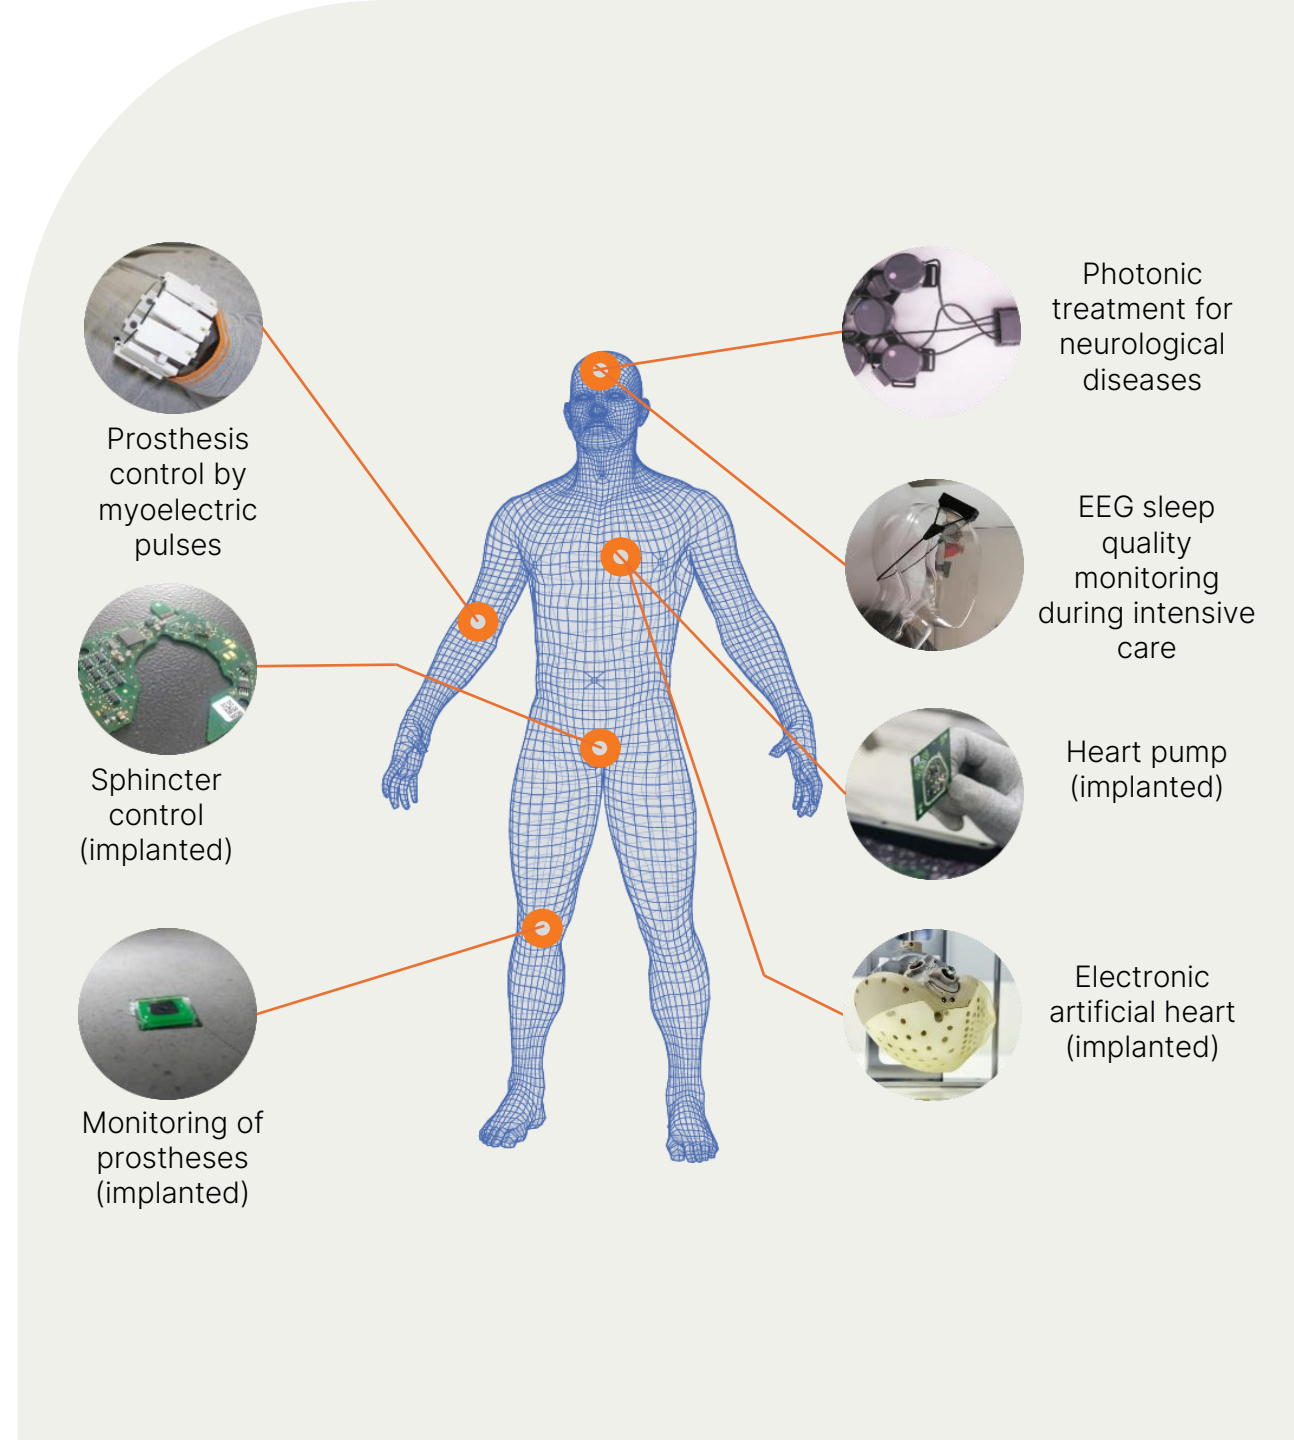 Prosthesis
control by
myoelectric
pulses
Sphincter
control
(implanted)
Monitoring of
prostheses
(implanted)
Photonic
treatment for
neurological
diseases
EEG sleep
quality
monitoring
during intensive
care
Heart pump
(implanted)
Electronic
artificial heart
(implanted)